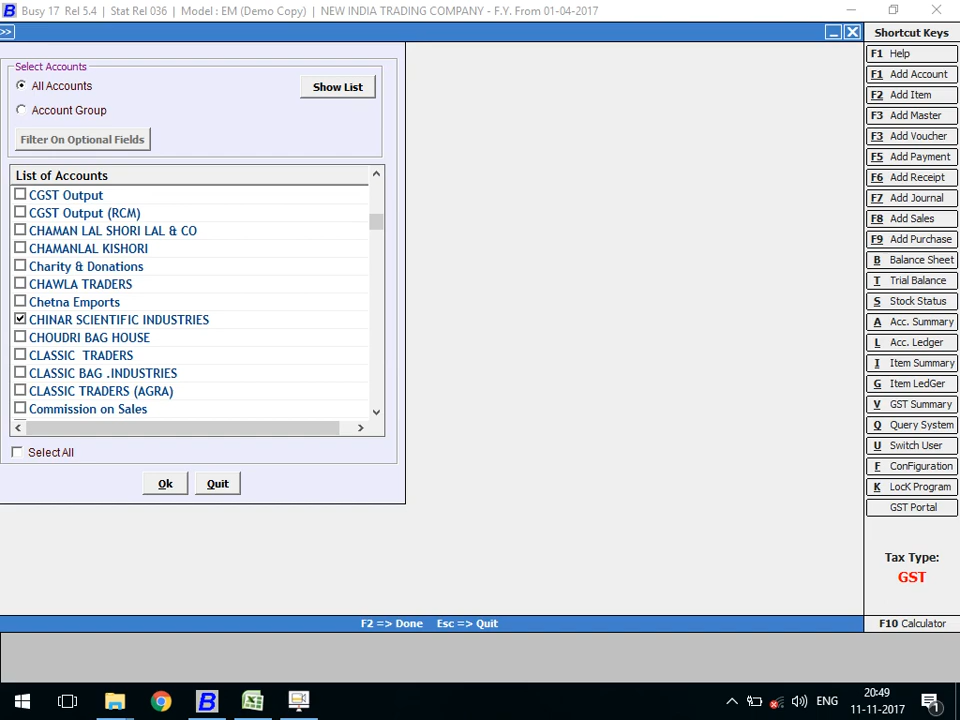 Busy 17 Rel 5.4 | Stat Rel 036 | Model : EM (Demo Copy) | NEW INDIA TRADING COMPANY - F.Y. From 01-04-2017
>>
Shortcut Keys
Select Accounts
All Accounts
Show List
Account Group
Filter On Optional Fields
List of Accounts
CGST Output
CGST Output (RCM)
CHAMAN LAL SHORI LAL & CO
CHAMANLAL KISHORI
Charity & Donations
CHAWLA TRADERS
Chetna Emports
CHINAR SCIENTIFIC INDUSTRIES
CHOUDRI BAG HOUSE
CLASSIC  TRADERS
CLASSIC BAG .INDUSTRIES
CLASSIC TRADERS (AGRA)
Commission on Sales
Select All
Ok Quit
F1 Help
F1 Add Account
F2 Add Item
F3 Add Master
F3 Add Voucher
F5 Add Payment
F6 Add Receipt
F7 Add Journal
F8 Add Sales
F9 Add Purchase
B Balance Sheet
T Trial Balance
S Stock Status
A Acc. Summary
L Acc. Ledger
I Item Summary
G Item LedGer
V GST Summary
Q Query System
U Switch User
F ConFiguration
K LocK Program
GST Portal
Tax Type:
GST
F2 => Done Esc => Quit
F10 Calculator
B
ENG
20:49
11-11-2017
1